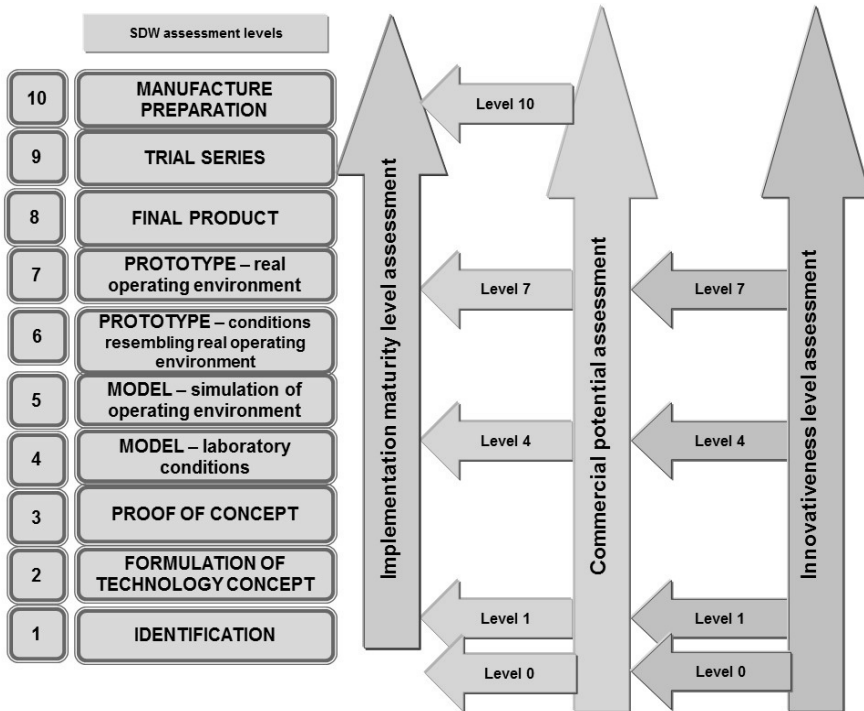 SDW assessment levels
10
MANUFACTURE
PREPARATION
9
TRIAL SERIES
8
FINAL PRODUCT
7
PROTOTYPE – real
operating environment
6
PROTOTYPE – conditions
resembling real operating
environment
5
MODEL – simulation of
operating environment
4
MODEL – laboratory
conditions
3
PROOF OF CONCEPT
2
FORMULATION OF
TECHNOLOGY CONCEPT
1
IDENTIFICATION
Implementation maturity level assessment
Level 10
Level 7
Level 4
Level 1
Level 0
Commercial potential assessment
Level 7
Level 4
Level 1
Level 0
Innovativeness level assessment